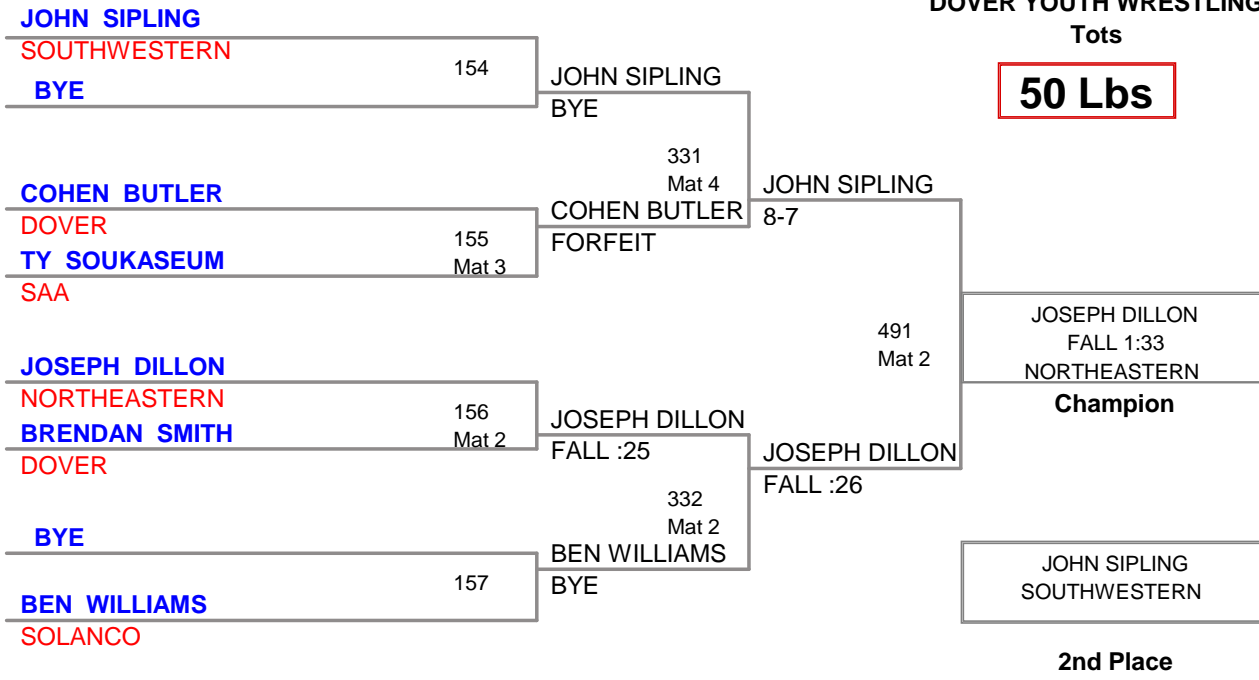 DOVER YOUTH WRESTLING
Tots
50 Lbs
JOHN SIPLING
SOUTHWESTERN
BYE
154
JOHN SIPLING
BYE
331
Mat 4
COHEN BUTLER
DOVER
TY SOUKASEUM
SAA
155
Mat 3
COHEN BUTLER
FORFEIT
JOHN SIPLING
8-7
491
Mat 2
JOSEPH DILLON
FALL 1:33
NORTHEASTERN
Champion
JOSEPH DILLON
NORTHEASTERN
BRENDAN SMITH
DOVER
156
Mat 2
JOSEPH DILLON
FALL :25
JOSEPH DILLON
FALL :26
332
Mat 2
BYE
BEN WILLIAMS
SOLANCO
157
BEN WILLIAMS
BYE
JOHN SIPLING
SOUTHWESTERN
2nd Place